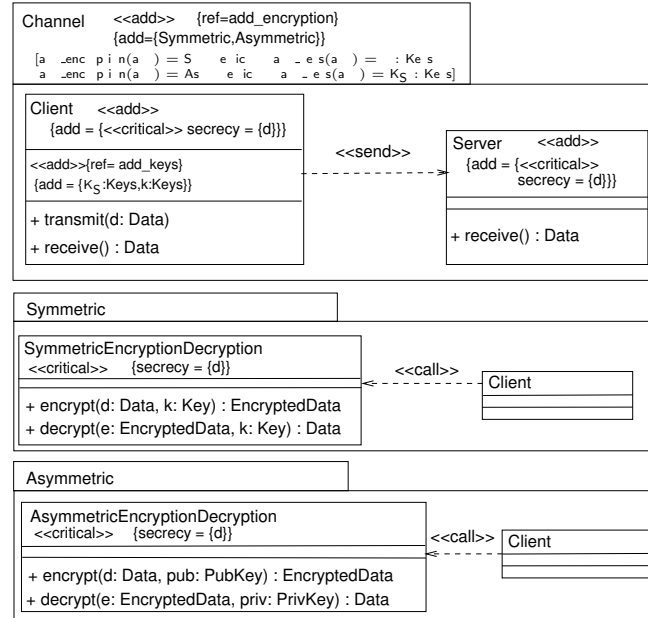 Channel <<add>> {ref=add_encryption}
{add={Symmetric,Asymmetric}}
Client <<add>>
{add = {<<critical>> secrecy = {d}}}
<<add>>{ref= add_keys}
{add = {KS :Keys,k:Keys}}
+ transmit(d: Data)
+ receive() : Data
<<send>>
Server <<add>>
{add = {<<critical>>
secrecy = {d}}}
+ receive() : Data
Symmetric
SymmetricEncryptionDecryption
<<critical>> {secrecy = {d}}
+ encrypt(d: Data, k: Key) : EncryptedData
+ decrypt(e: EncryptedData, k: Key) : Data
<<call>>
Client
Asymmetric
AsymmetricEncryptionDecryption
<<critical>> {secrecy = {d}}
+ encrypt(d: Data, pub: PubKey) : EncryptedData
+ decrypt(e: EncryptedData, priv: PrivKey) : Data
<<call>>
Client